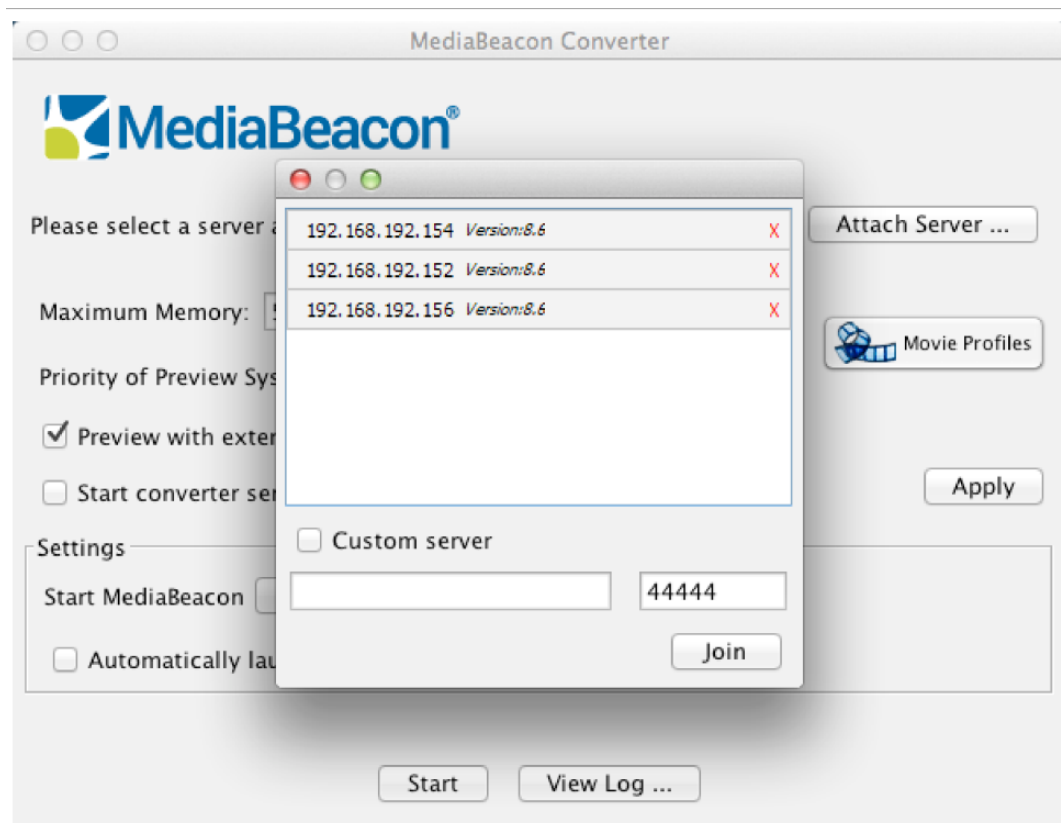 MediaBeacon Converter
MediaBeacon®
Please select a server
Attach Server ...
192.168.192.154 Version:8.6 X
192.168.192.152 Version:8.6 X
192.168.192.156 Version:8.6 X
Maximum Memory:
Movie Profiles
Priority of Preview Sys
Preview with exter
Start converter ser
Apply
Custom server
Settings
Start MediaBeacon
44444
Join
Automatically lau
Start
View Log ...